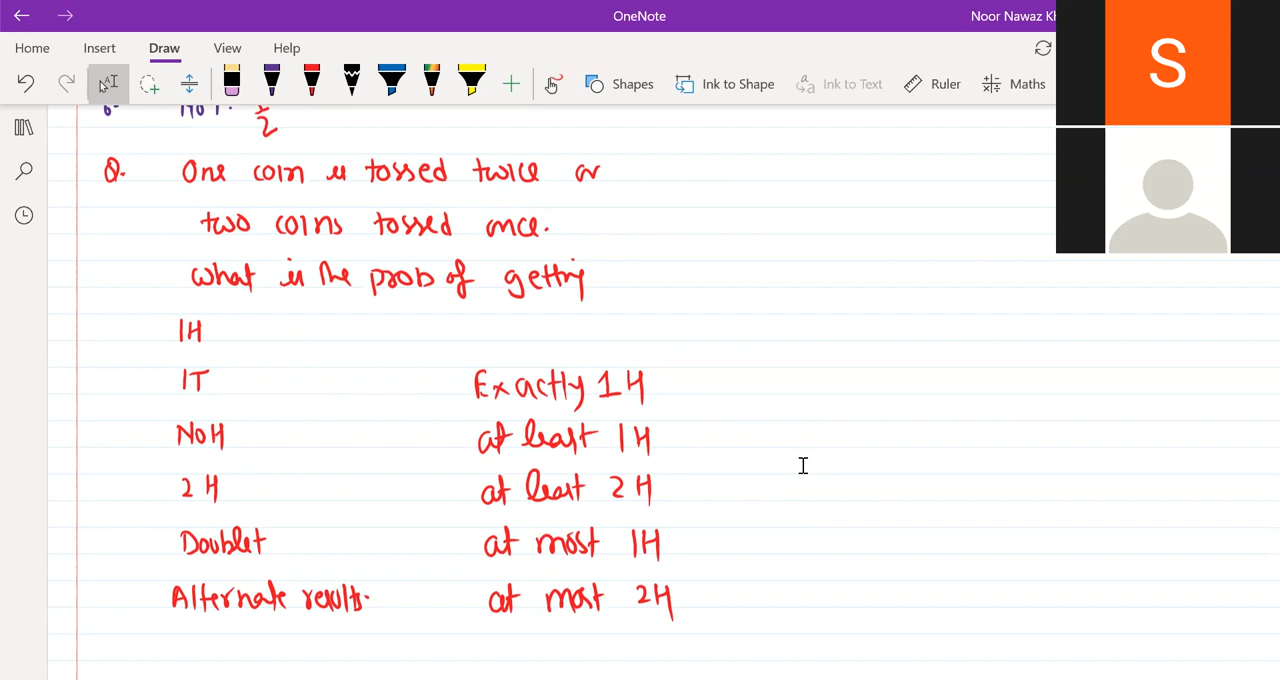 OneNote
Noor Nawaz Kh
Home Insert Draw View Help
Shapes Ink to Shape Ink to Text Ruler Maths
S
2
Q. One coin is tossed twice or
two coins tossed once.
what is the prob of getting
1H
1T Exactly 1H
No H at least 1H
2H at least 2H
Doublet at most 1H
Alternate results. at most 2H